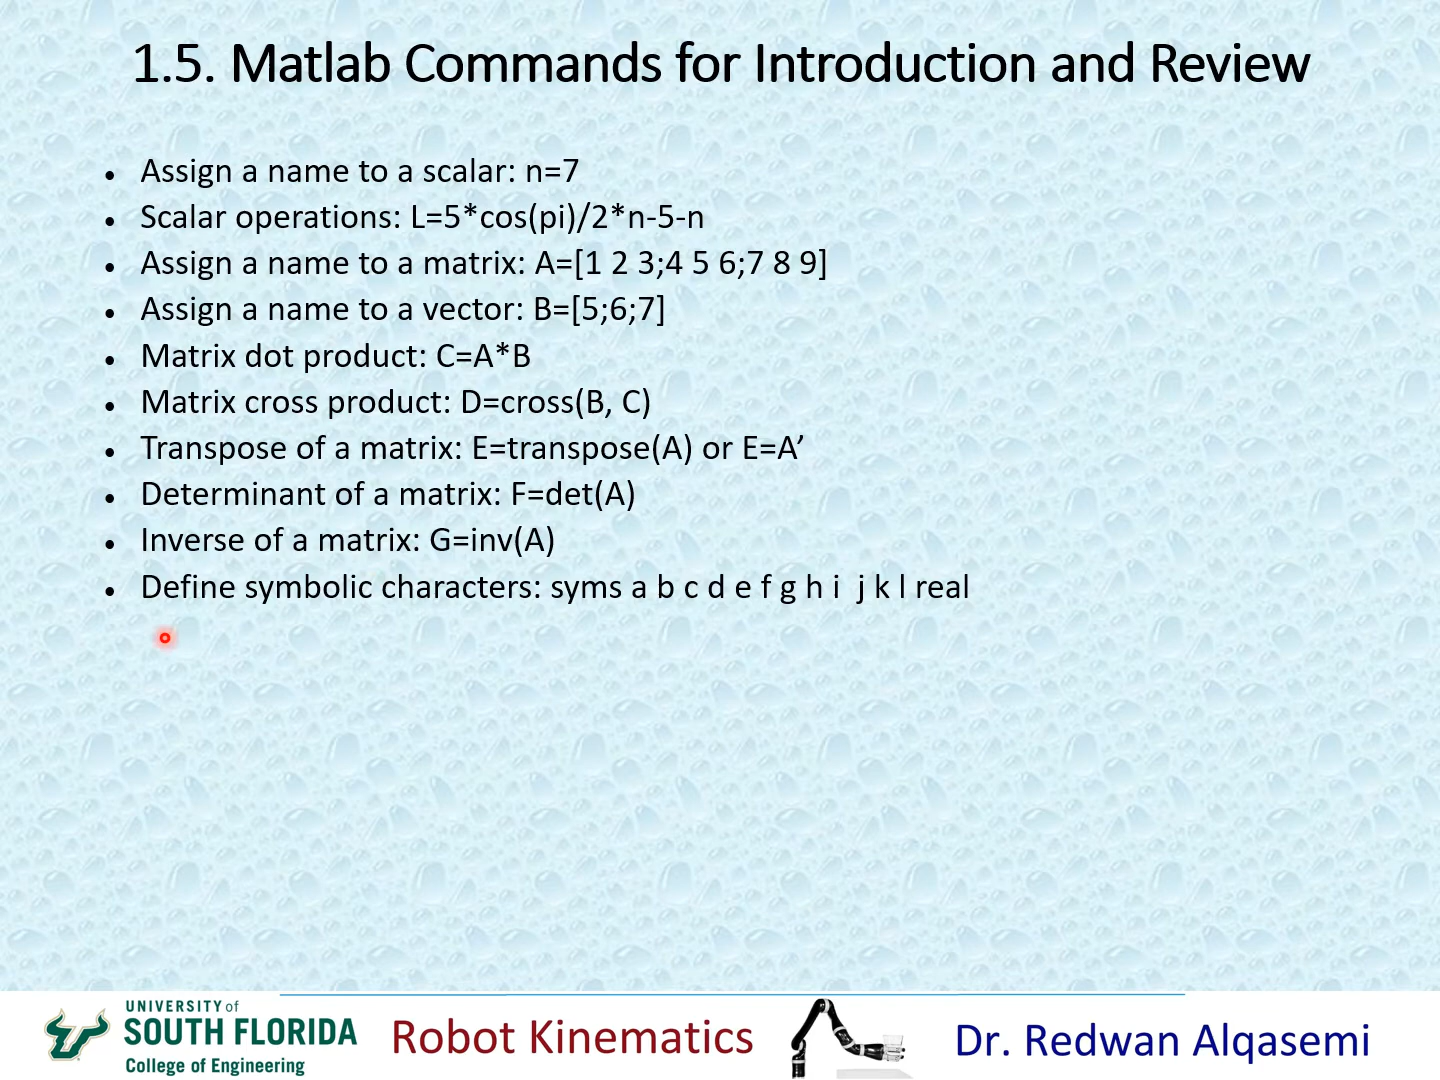 1.5. Matlab Commands for Introduction and Review
• Assign a name to a scalar: n=7
• Scalar operations: L=5*cos(pi)/2*n-5-n
• Assign a name to a matrix: A=[1 2 3;4 5 6;7 8 9]
• Assign a name to a vector: B=[5;6;7]
• Matrix dot product: C=A*B
• Matrix cross product: D=cross(B, C)
• Transpose of a matrix: E=transpose(A) or E=A’
• Determinant of a matrix: F=det(A)
• Inverse of a matrix: G=inv(A)
• Define symbolic characters: syms a b c d e f g h i  j k l real
UNIVERSITY of
SOUTH FLORIDA
College of Engineering
Robot Kinematics
Dr. Redwan Alqasemi